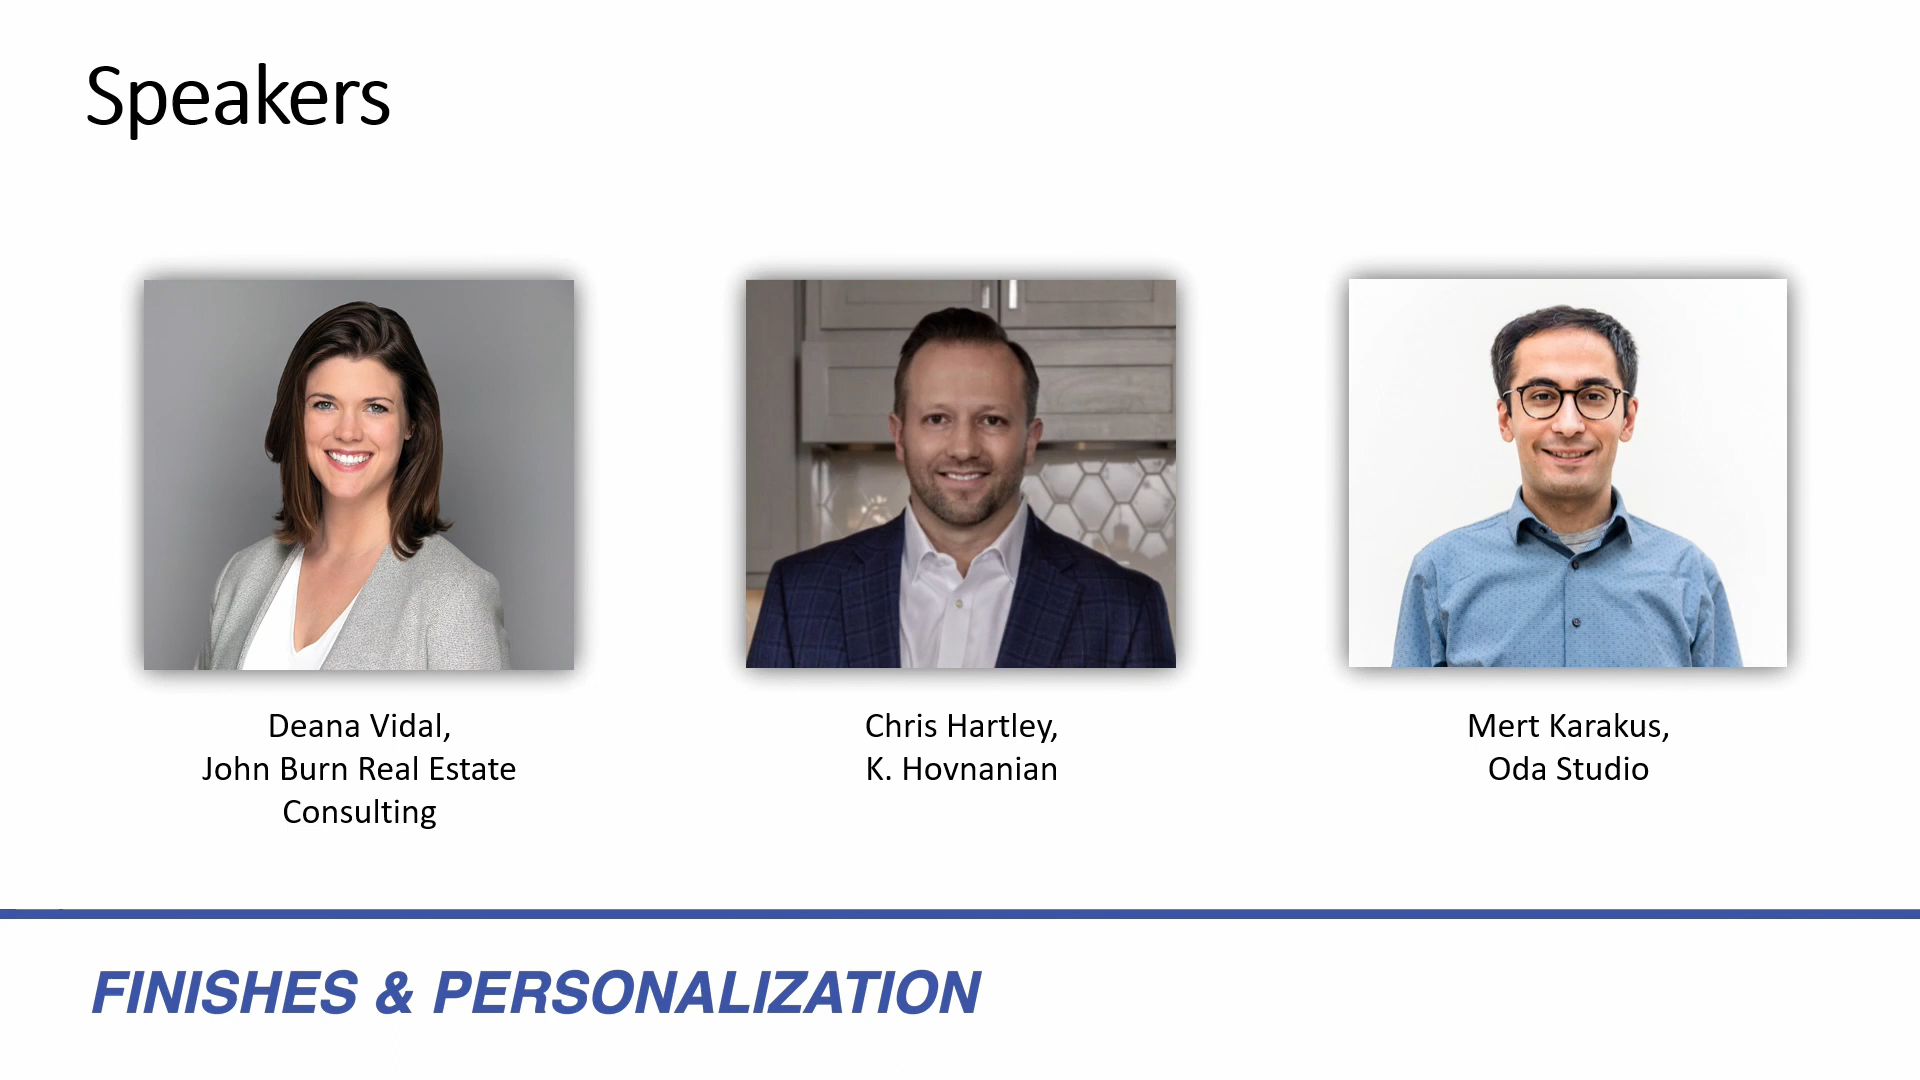 Speakers
Deana Vidal,
John Burn Real Estate
Consulting
Chris Hartley,
K. Hovnanian
Mert Karakus,
Oda Studio
FINISHES & PERSONALIZATION